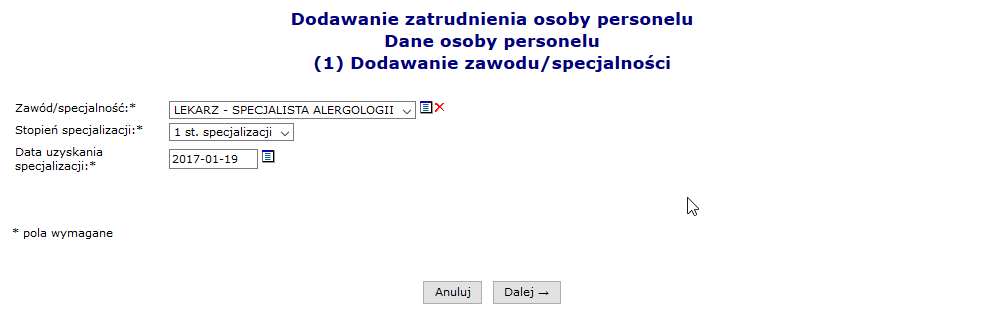 Dodawanie zatrudnienia osoby personelu
Dane osoby personelu
(1) Dodawanie zawodu/specjalności
Zawód/specjalność:* LEKARZ - SPECJALISTA ALERGOLOGII
Stopień specjalizacji:* 1 st. specjalizacji
Data uzyskania
specjalizacji:* 2017-01-19
* pola wymagane
Anuluj Dalej →